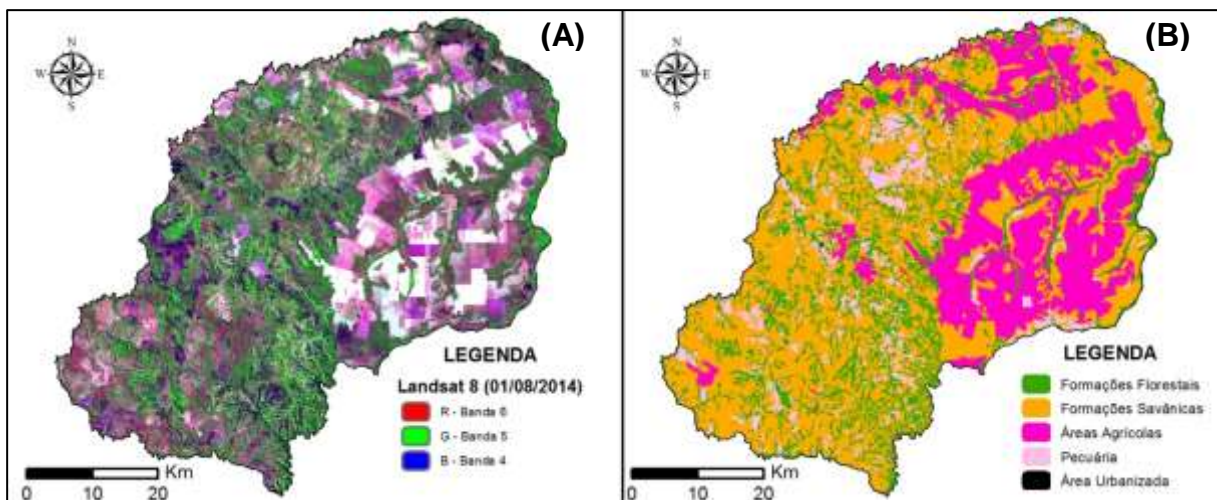 (A)
N
W E
S
LEGENDA
Landsat 8 (01/08/2014)
R - Banda 6
G - Banda 5
B - Banda 4
Km
0 10 20
(B)
N
W E
S
LEGENDA
Formações Florestais
Formações Savânicas
Áreas Agrícolas
Pecuária
Área Urbanizada
Km
0 10 20